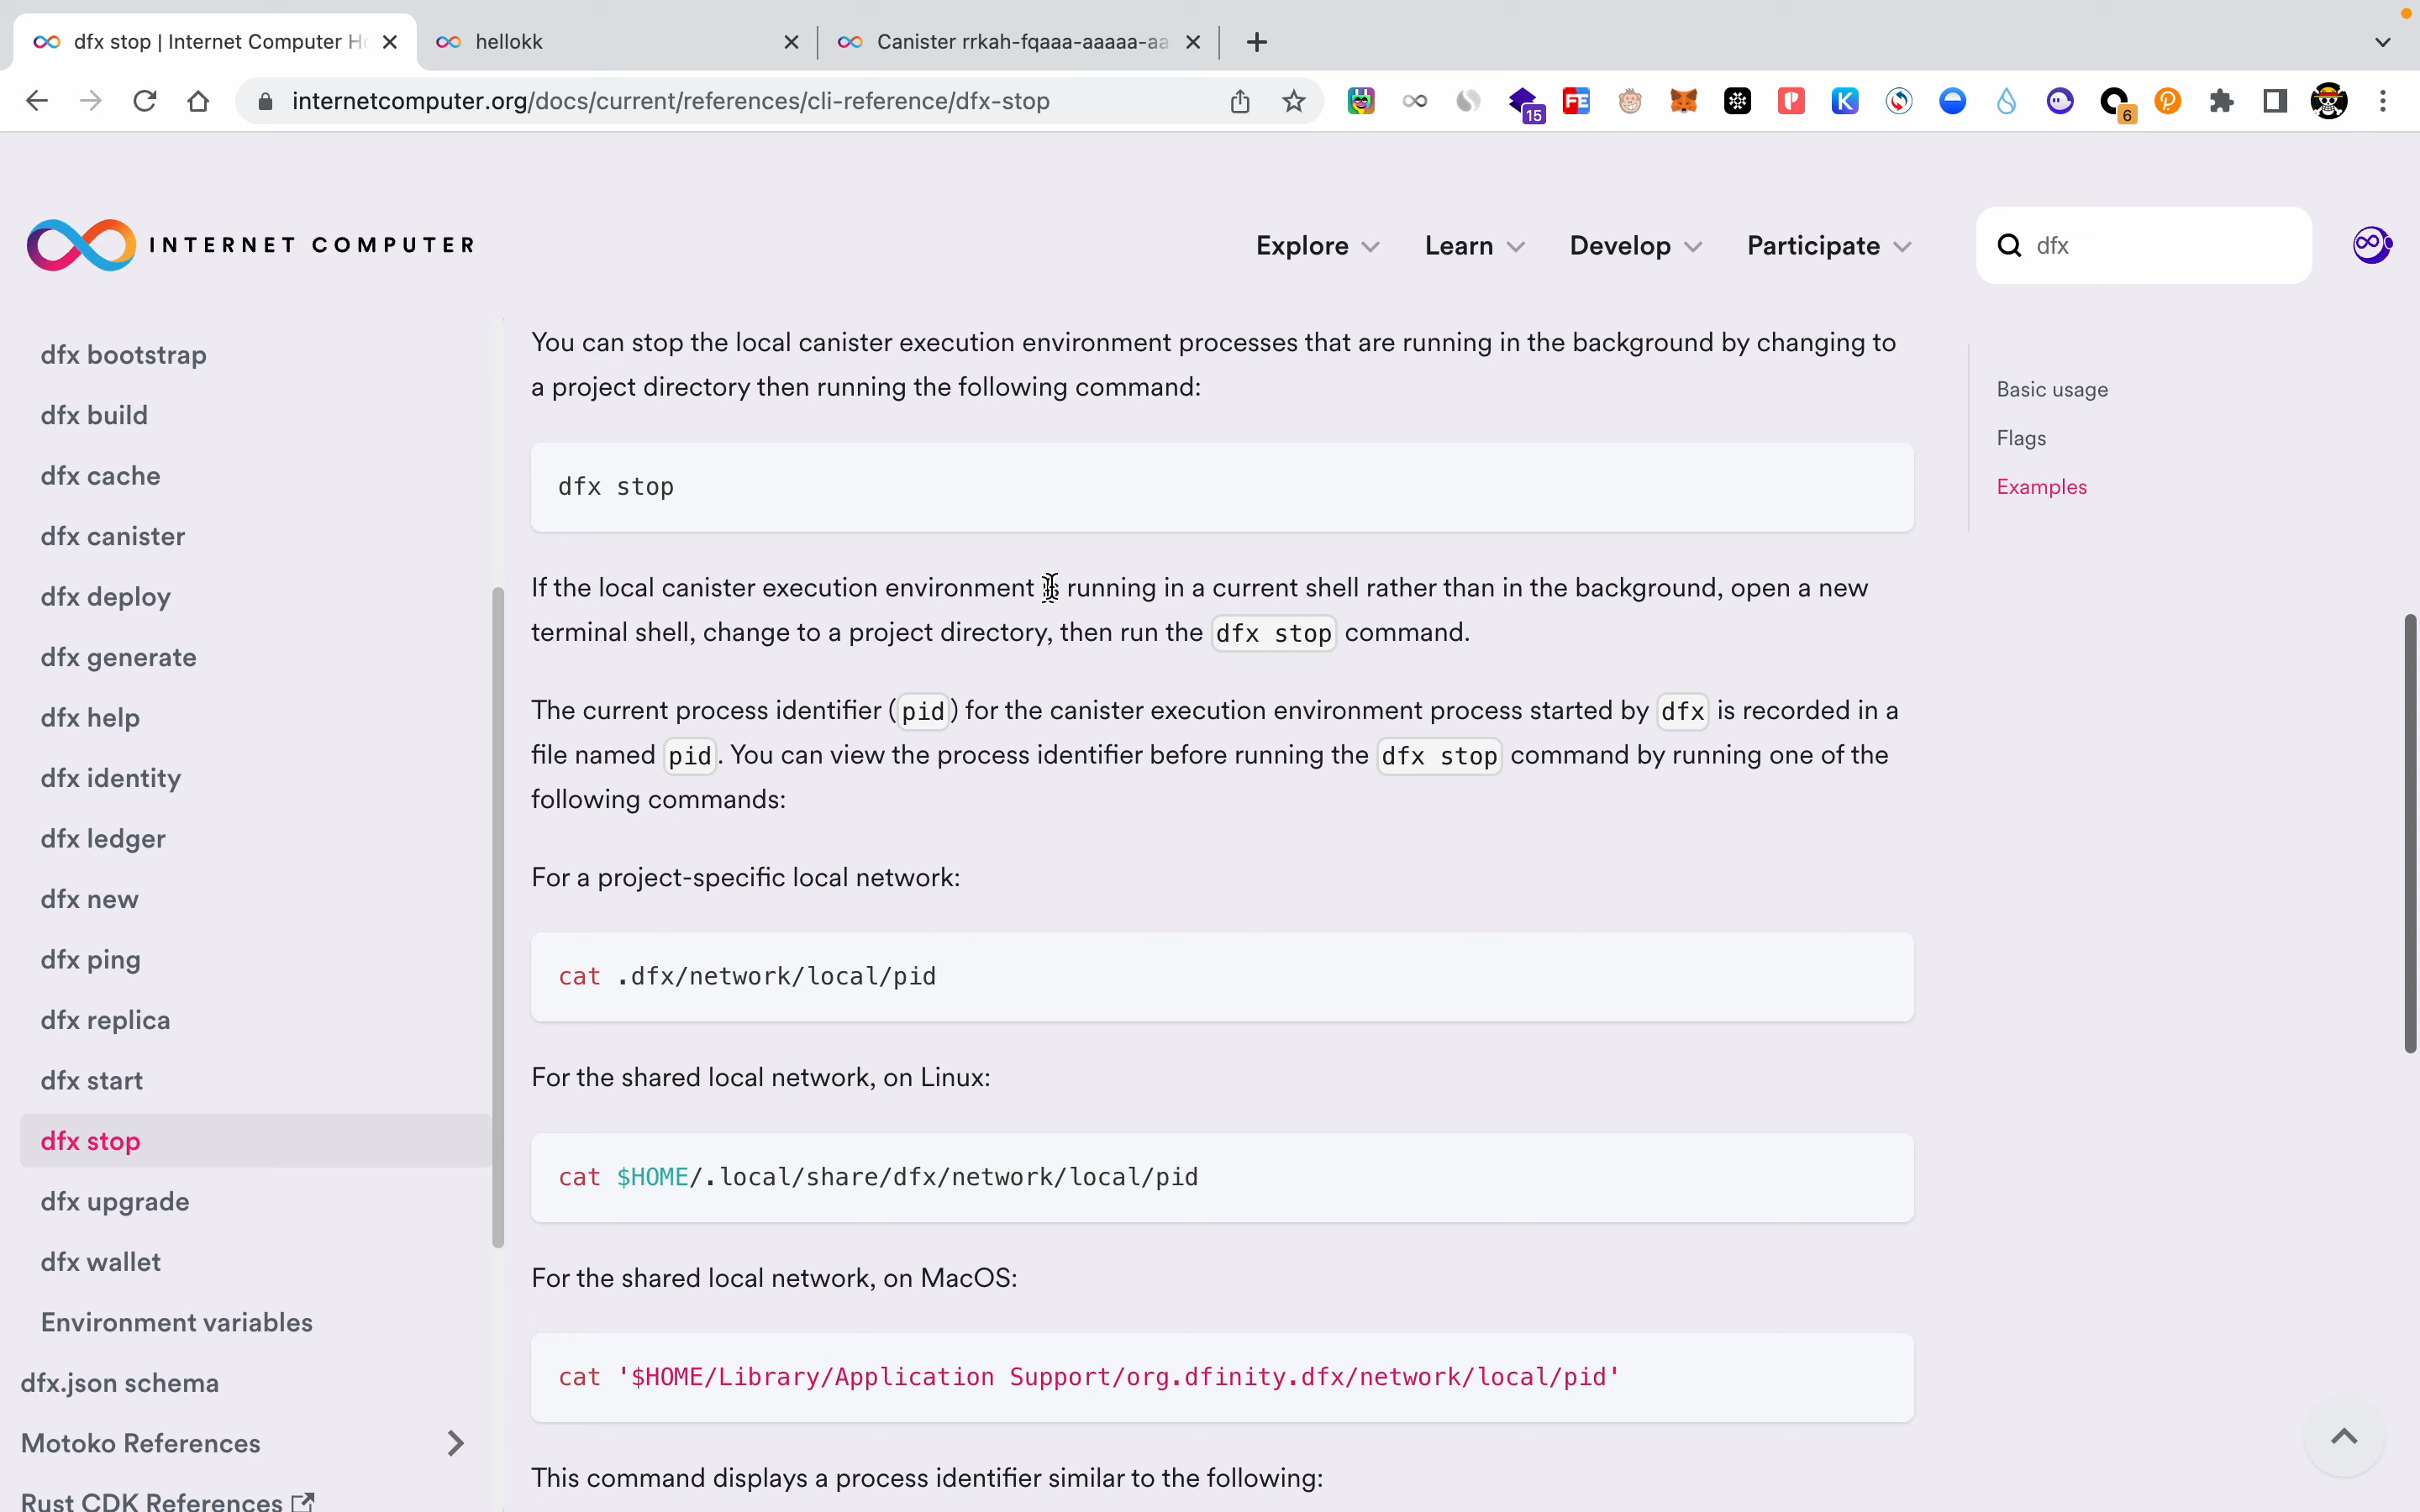 dfx stop | Internet Computer Ho
hellokk
Canister rrkah-fqaaa-aaaaa-aa
internetcomputer.org/docs/current/references/cli-reference/dfx-stop
15
FE
K
6
INTERNET COMPUTER
Explore
Learn
Develop
Participate
dfx
dfx bootstrap
dfx build
dfx cache
dfx canister
dfx deploy
dfx generate
dfx help
dfx identity
dfx ledger
dfx new
dfx ping
dfx replica
dfx start
dfx stop
dfx upgrade
dfx wallet
Environment variables
dfx.json schema
Motoko References
Rust CDK References
You can stop the local canister execution environment processes that are running in the background by changing to
a project directory then running the following command:
dfx stop
If the local canister execution environment is running in a current shell rather than in the background, open a new
terminal shell, change to a project directory, then run the dfx stop command.
The current process identifier (pid) for the canister execution environment process started by dfx is recorded in a
file named pid. You can view the process identifier before running the dfx stop command by running one of the
following commands:
For a project-specific local network:
cat .dfx/network/local/pid
For the shared local network, on Linux:
cat $HOME/.local/share/dfx/network/local/pid
For the shared local network, on MacOS:
cat '$HOME/Library/Application Support/org.dfinity.dfx/network/local/pid'
This command displays a process identifier similar to the following:
Basic usage
Flags
Examples